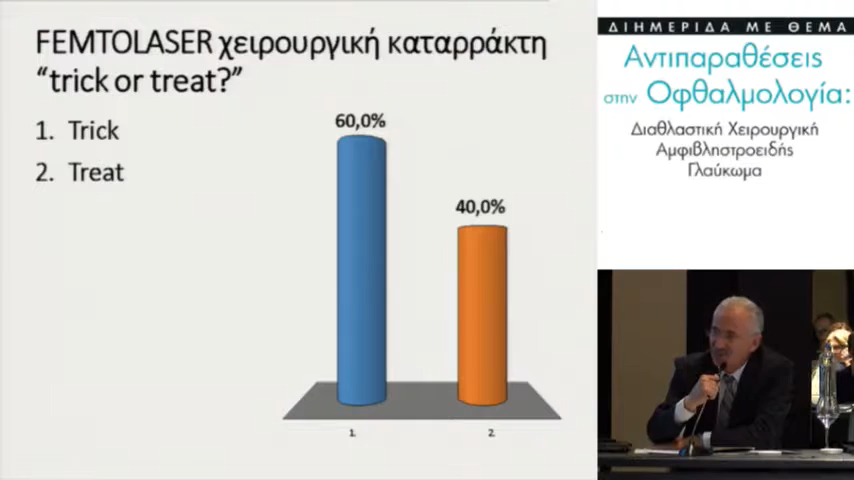 FEMTOLASER χειρουργική καταρράκτη
“trick or treat?”
1. Trick
2. Treat
60,0%
40,0%
1.
2.
ΔΙΗΜΕΡΙΔΑ ΜΕ ΘΕΜΑ
Αντιπαραθέσεις
στην Οφθαλμολογία:
Διαθλαστική Χειρουργική
Αμφιβληστροειδής
Γλαύκωμα